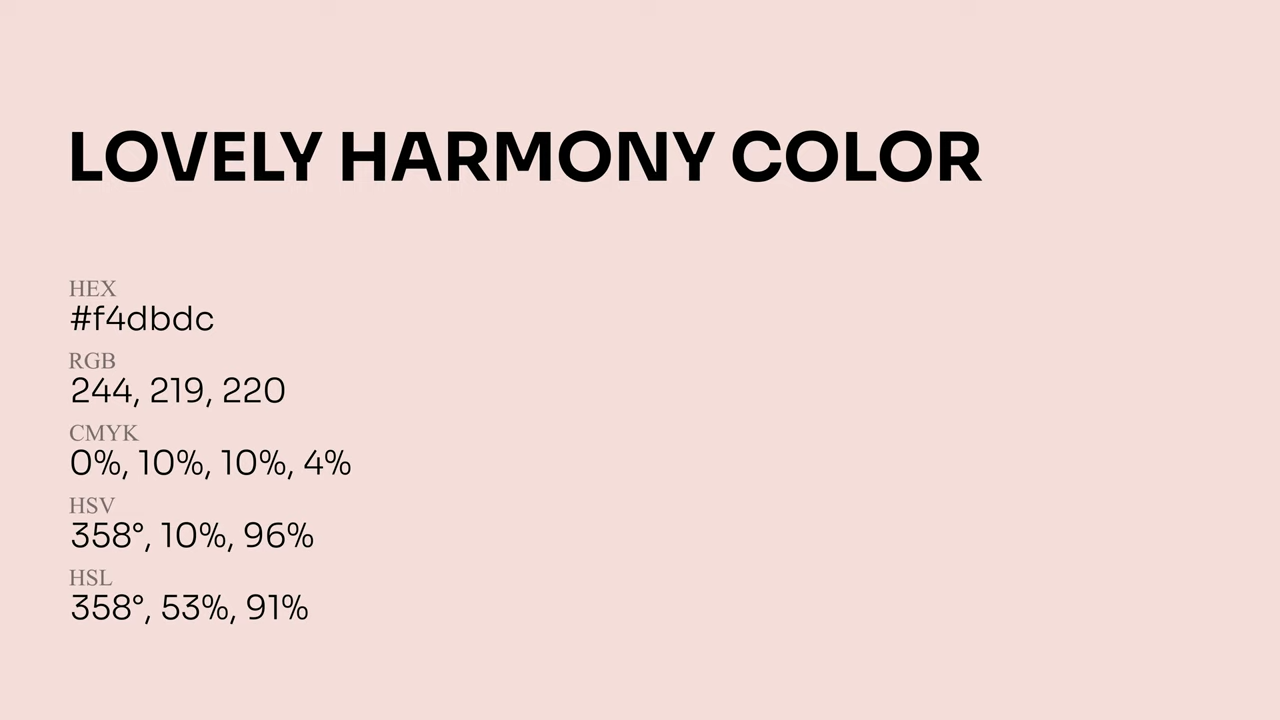 LOVELY HARMONY COLOR
HEX
#f4dbdc
RGB
244, 219, 220
CMYK
0%, 10%, 10%, 4%
HSV
358°, 10%, 96%
HSL
358°, 53%, 91%